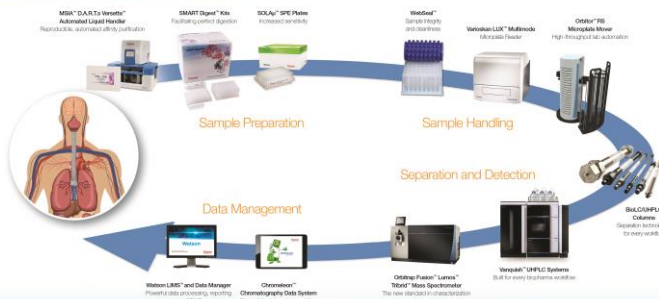 MSIA™ D.A.R.T.s Versette™
Automated Liquid Handler
Reproducible, automated affinity purification
SMART Digest™ Kits
Facilitating perfect digestion
SOLAµ™ SPE Plates
Increased sensitivity
WebSeal™
Sample integrity
and cleanliness
Varioskan LUX™ Multimode
Microplate Reader
Orbitor™ RS
Microplate Mover
High-throughput lab automation
Sample Preparation
Sample Handling
Separation and Detection
Data Management
BioLC/UHPLC
Columns
Separation
for every
Watson
Watson LIMS™ and Data Manager
Powerful data processing, reporting
Chromeleon™
Chromatography Data System
Orbitrap Fusion™ Lumos™
Tribrid™ Mass Spectrometer
The new standard in characterization
Vanquish™ UHPLC Systems
Built for every biopharma workflow